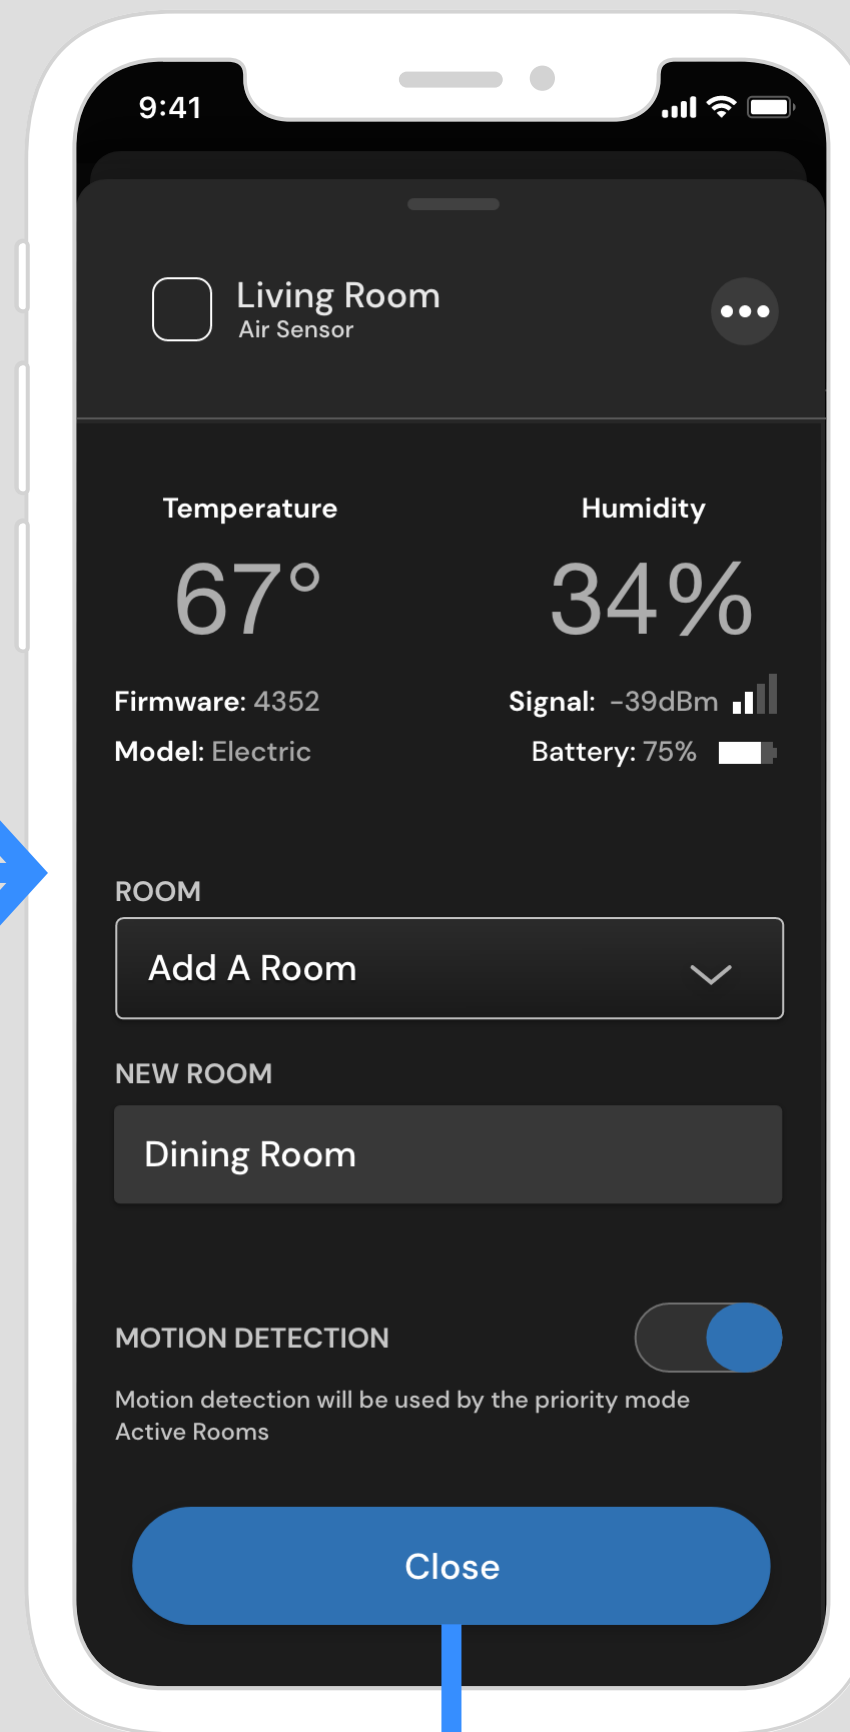 9:41
Living Room
Air Sensor
Temperature
Humidity
67°
34%
Firmware: 4352
Signal: -39dBm
Model: Electric
Battery: 75%
ROOM
Add A Room
NEW ROOM
Dining Room
MOTION DETECTION
Motion detection will be used by the priority mode
Active Rooms
Close